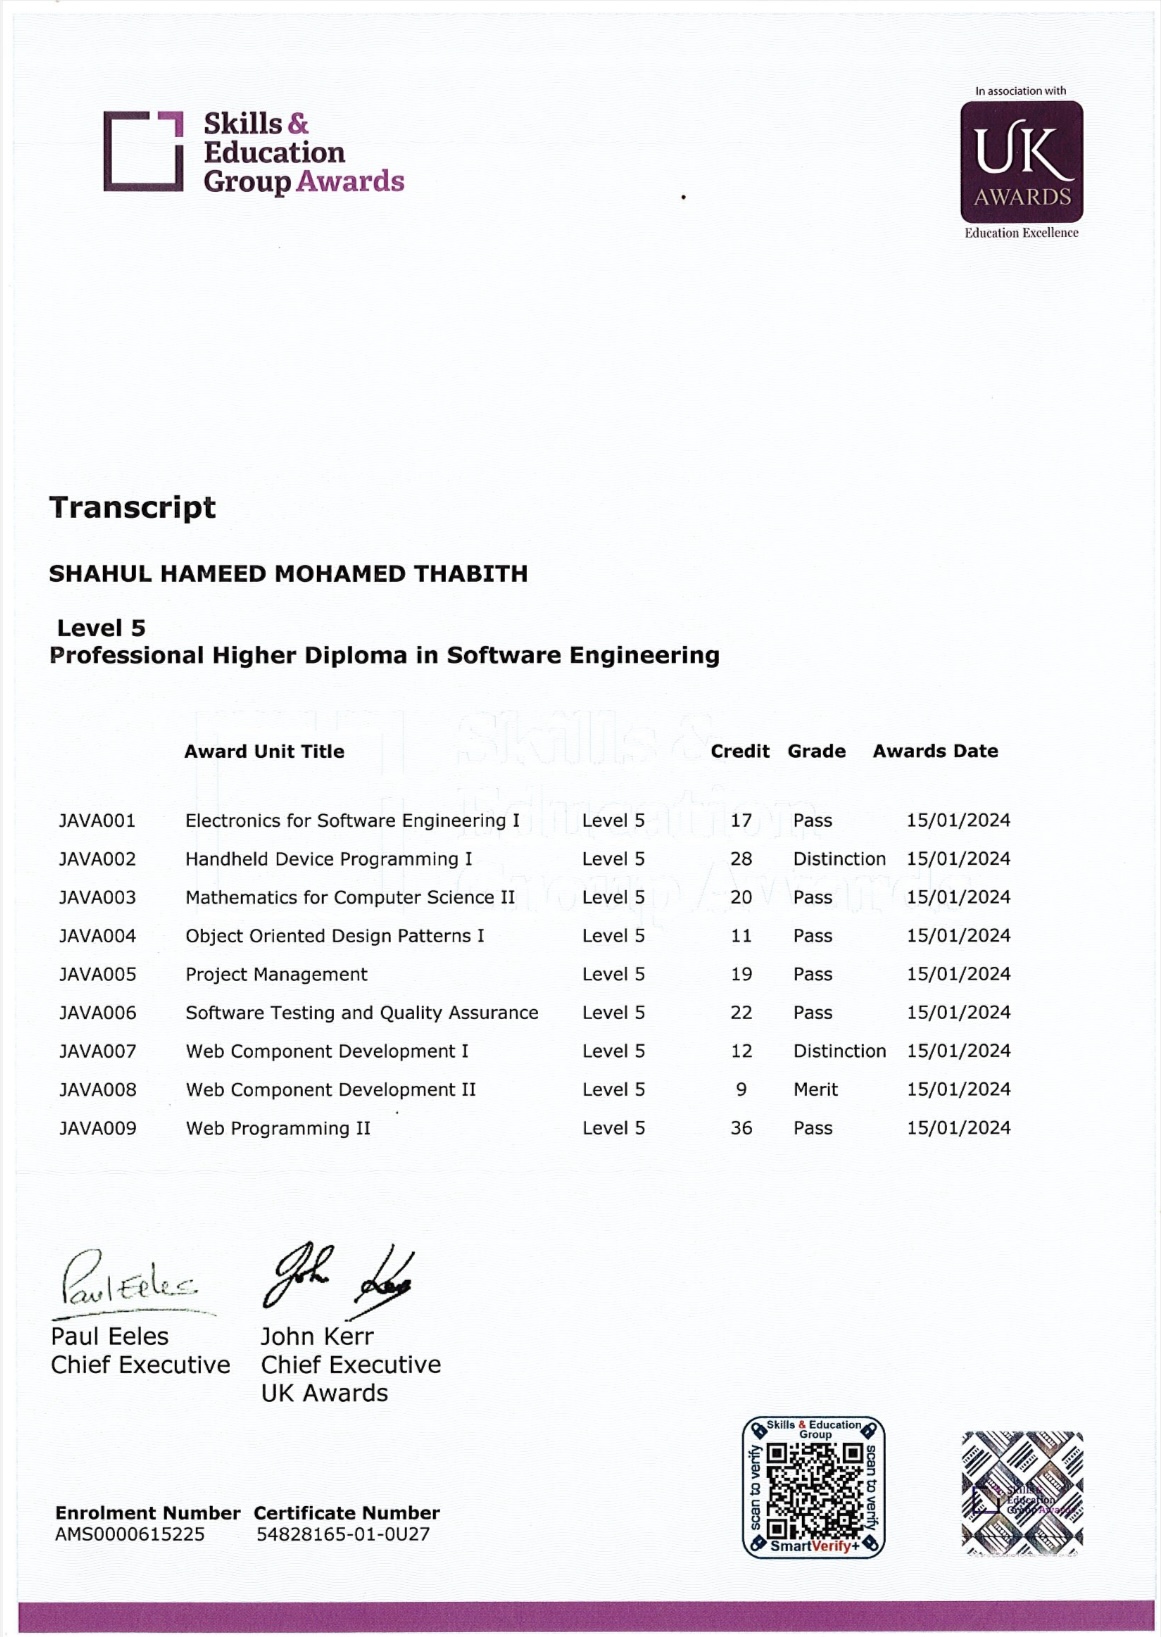 In association with
Skills &
Education
Group Awards
UK
AWARDS
Education Excellence
Transcript
SHAHUL HAMEED MOHAMED THABITH
Level 5
Professional Higher Diploma in Software Engineering
Skills &
Education
Group Awards
Award Unit Title Credit Grade Awards Date
JAVA001 Electronics for Software Engineering I Level 5 17 Pass 15/01/2024
JAVA002 Handheld Device Programming I Level 5 28 Distinction 15/01/2024
JAVA003 Mathematics for Computer Science II Level 5 20 Pass 15/01/2024
JAVA004 Object Oriented Design Patterns I Level 5 11 Pass 15/01/2024
JAVA005 Project Management Level 5 19 Pass 15/01/2024
JAVA006 Software Testing and Quality Assurance Level 5 22 Pass 15/01/2024
JAVA007 Web Component Development I Level 5 12 Distinction 15/01/2024
JAVA008 Web Component Development II Level 5 9 Merit 15/01/2024
JAVA009 Web Programming II Level 5 36 Pass 15/01/2024
Paul Eeles John Kerr
Paul Eeles John Kerr
Chief Executive Chief Executive
UK Awards
Skills & Education
Group
scan to verify
scan to verify
SmartVerify+
Skills &
Education
Group Awards
Enrolment Number Certificate Number
AMS0000615225 54828165-01-0U27